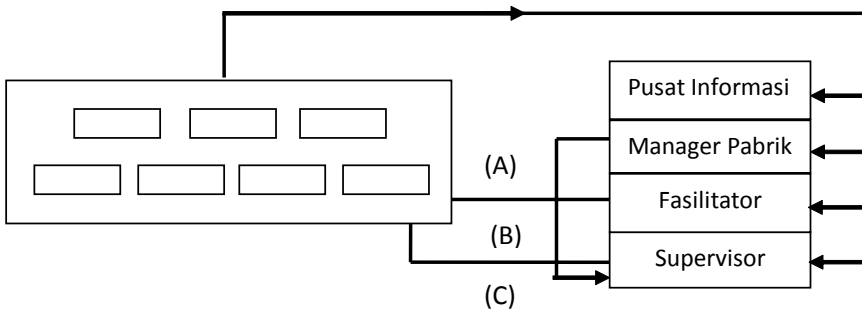 Pusat Informasi
Manager Pabrik
(A)
Fasilitator
(B)
Supervisor
(C)